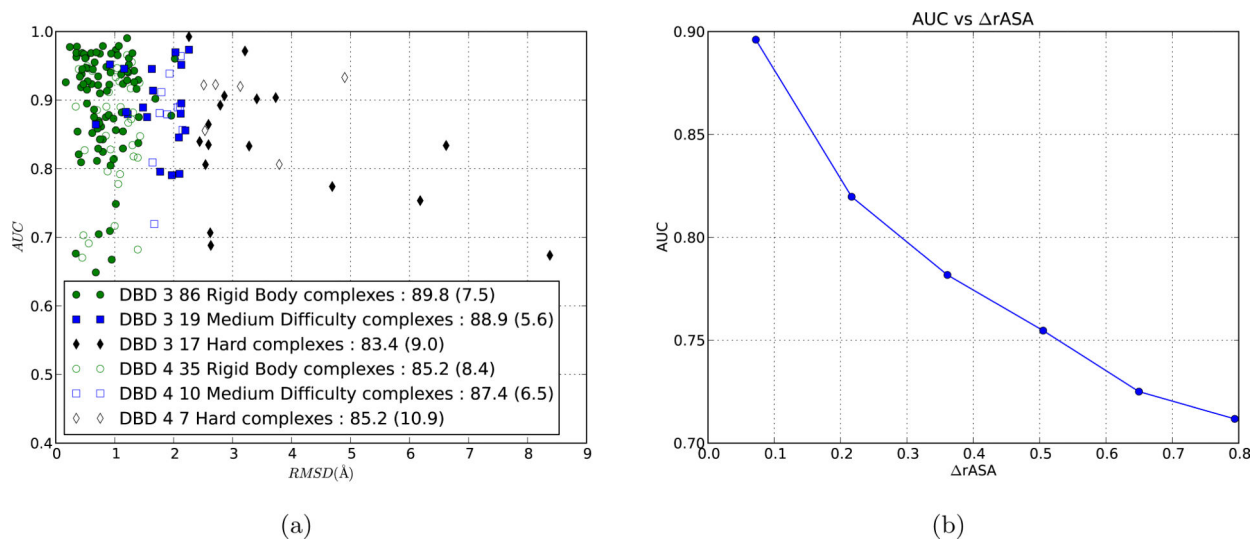 1.0
0.9
0.8
0.7
0.6
0.5
0.4
AUC
DBD 3 86 Rigid Body complexes : 89.8 (7.5)
DBD 3 19 Medium Difficulty complexes : 88.9 (5.6)
DBD 3 17 Hard complexes : 83.4 (9.0)
DBD 4 35 Rigid Body complexes : 85.2 (8.4)
DBD 4 10 Medium Difficulty complexes : 87.4 (6.5)
DBD 4 7 Hard complexes : 85.2 (10.9)
0 1 2 3 4 5 6 7 8 9
RMSD(Å)
(a)
AUC vs ΔrASA
0.90
0.85
0.80
0.75
0.70
AUC
0.0 0.1 0.2 0.3 0.4 0.5 0.6 0.7 0.8
ΔrASA
(b)